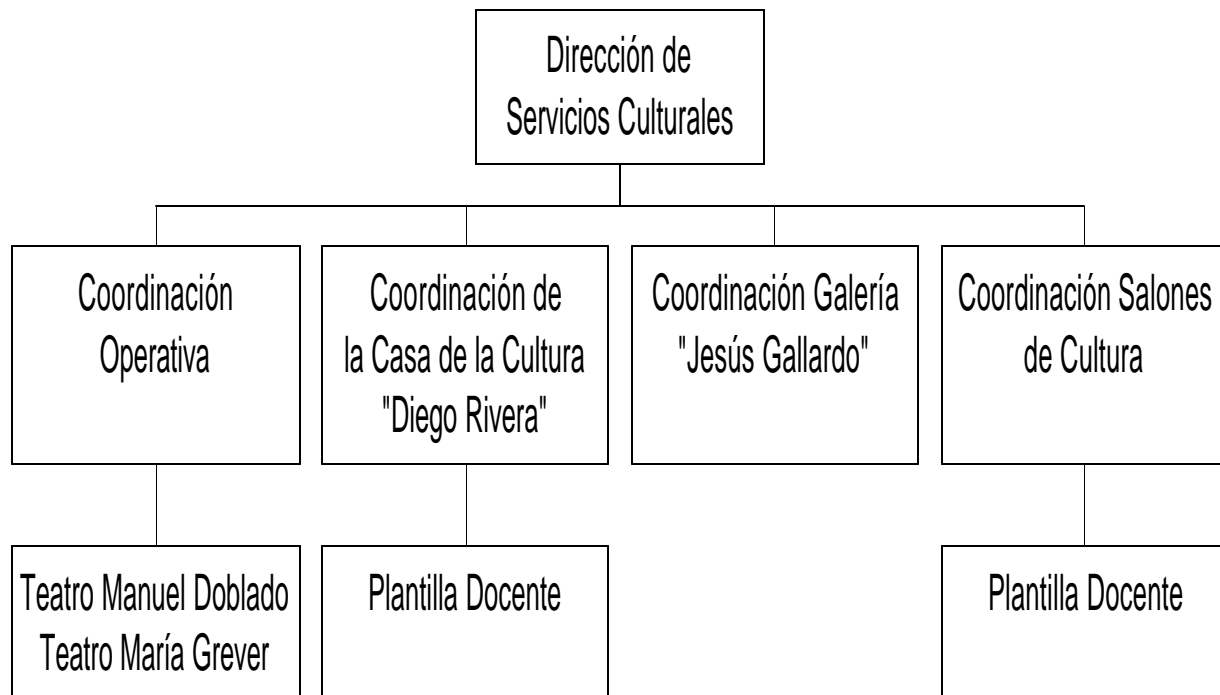 Dirección de
Servicios Culturales
Coordinación
Operativa
Coordinación de
la Casa de la Cultura
"Diego Rivera"
Coordinación Galería
"Jesús Gallardo"
Coordinación Salones
de Cultura
Teatro Manuel Doblado
Teatro María Grever
Plantilla Docente
Plantilla Docente